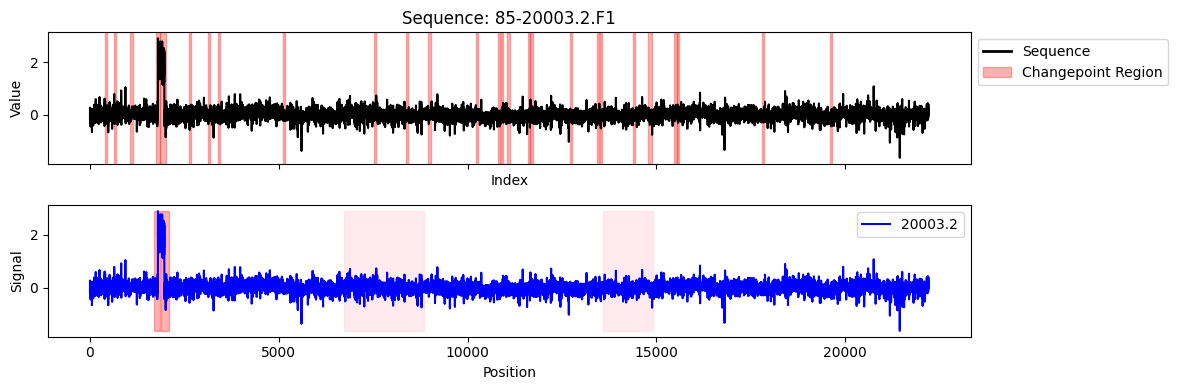 Sequence: 85-20003.2.F1
Value
2
0
Index
Sequence
Changepoint Region
Signal
2
0
20003.2
0
5000
10000
15000
20000
Position